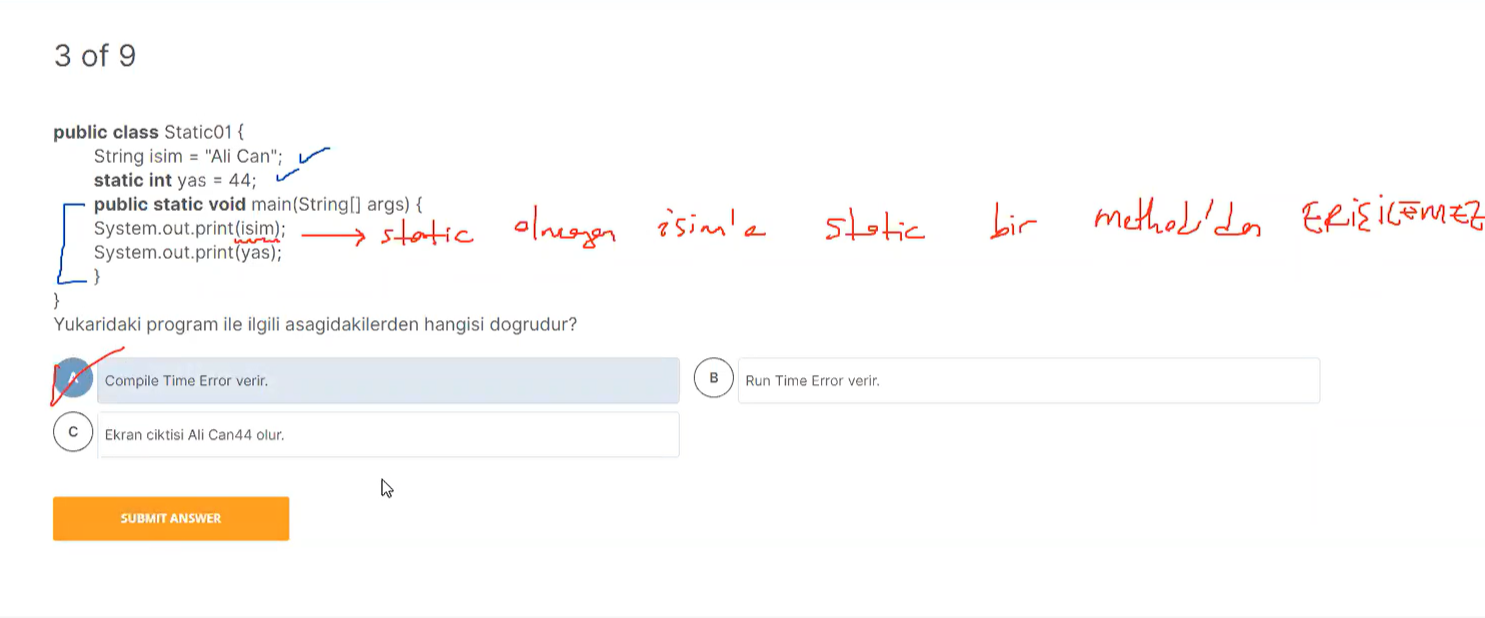 3 of 9
public class Static01 {
String isim = "Ali Can";
static int yas = 44;
public static void main(String[] args) {
System.out.print(isim); static olmayan isim'e static bir method'dan ERİŞİLEMEZ
System.out.print(yas);
}
}
Yukaridaki program ile ilgili asagidakilerden hangisi dogrudur?
A Compile Time Error verir.
B Run Time Error verir.
C Ekran ciktisi Ali Can44 olur.
SUBMIT ANSWER